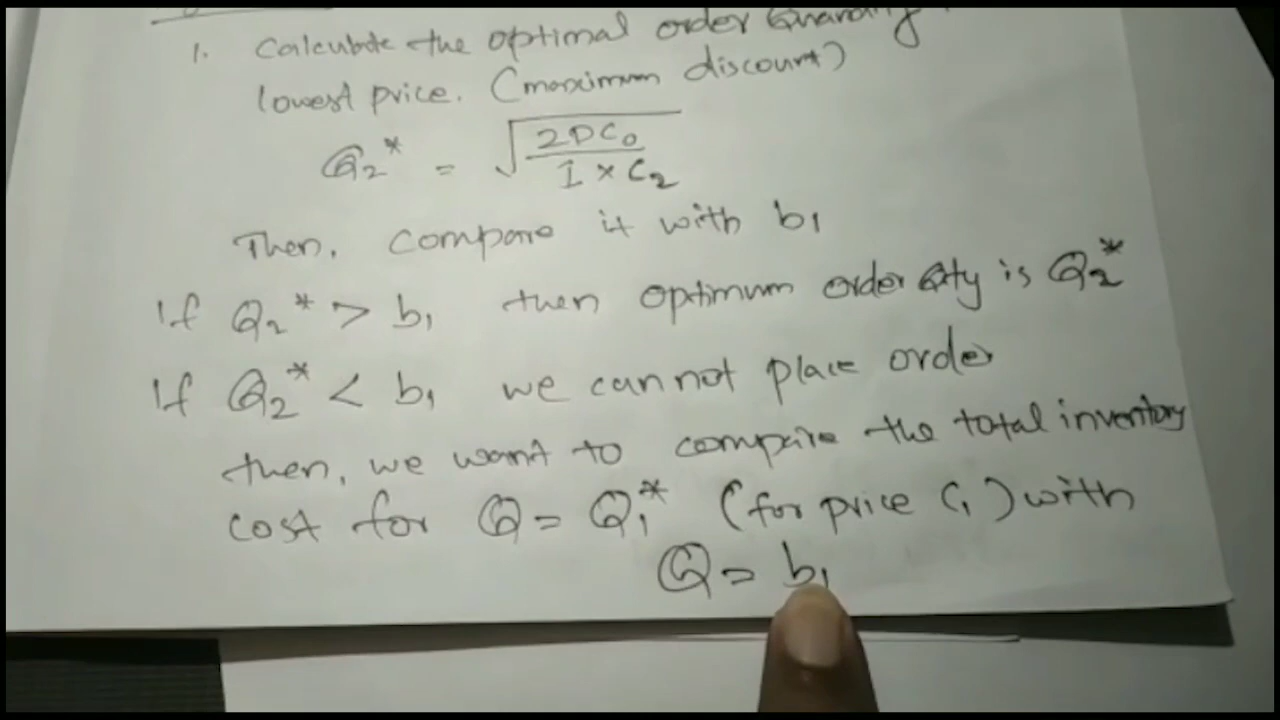 1. Calculate the optimal order Quantity
lowest price. (maximum discount)
Q₂* = √(2DC₀ / I × C₂)
Then, compare it with b₁
If Q₂* > b₁ then optimum order Qty is Q₂*
If Q₂* < b₁ we cannot place order
then, we want to compare the total inventory
cost for Q = Q₁* (for price C₁) with
Q = b₁